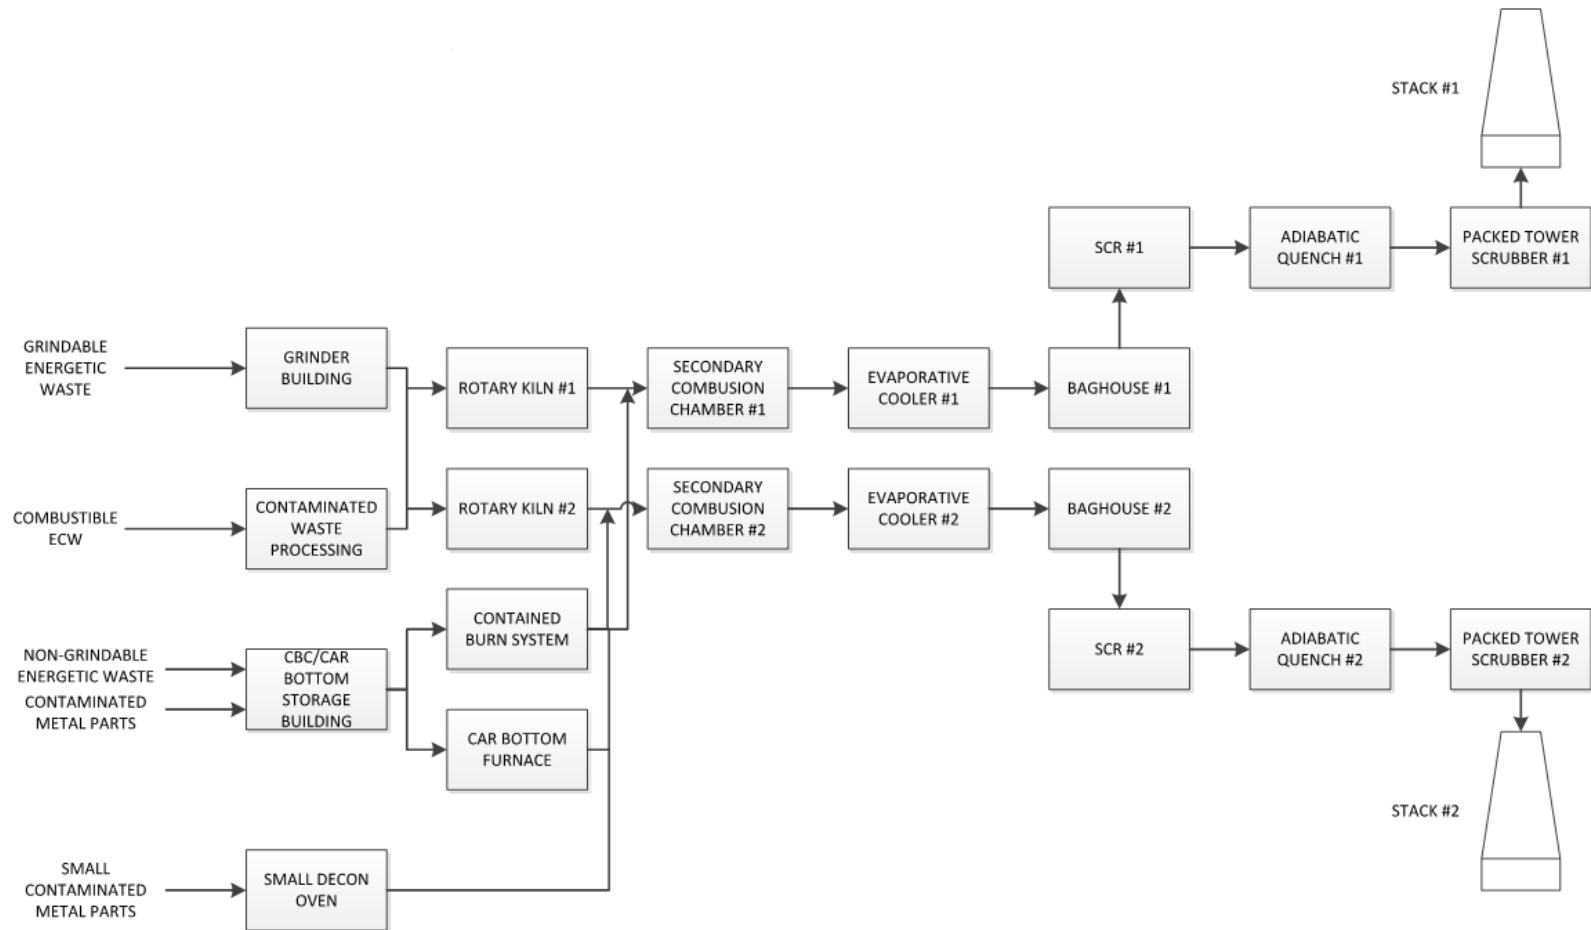 STACK #1
SCR #1
ADIABATIC
QUENCH #1
PACKED TOWER
SCRUBBER #1
GRINDABLE
ENERGETIC
WASTE
GRINDER
BUILDING
ROTARY KILN #1
SECONDARY
COMBUSION
CHAMBER #1
EVAPORATIVE
COOLER #1
BAGHOUSE #1
COMBUSTIBLE
ECW
CONTAMINATED
WASTE
PROCESSING
ROTARY KILN #2
SECONDARY
COMBUSION
CHAMBER #2
EVAPORATIVE
COOLER #2
BAGHOUSE #2
NON-GRINDABLE
ENERGETIC WASTE
CONTAMINATED
METAL PARTS
CBC/CAR
BOTTOM
STORAGE
BUILDING
CONTAINED
BURN SYSTEM
CAR BOTTOM
FURNACE
SCR #2
ADIABATIC
QUENCH #2
PACKED TOWER
SCRUBBER #2
STACK #2
SMALL
CONTAMINATED
METAL PARTS
SMALL DECON
OVEN